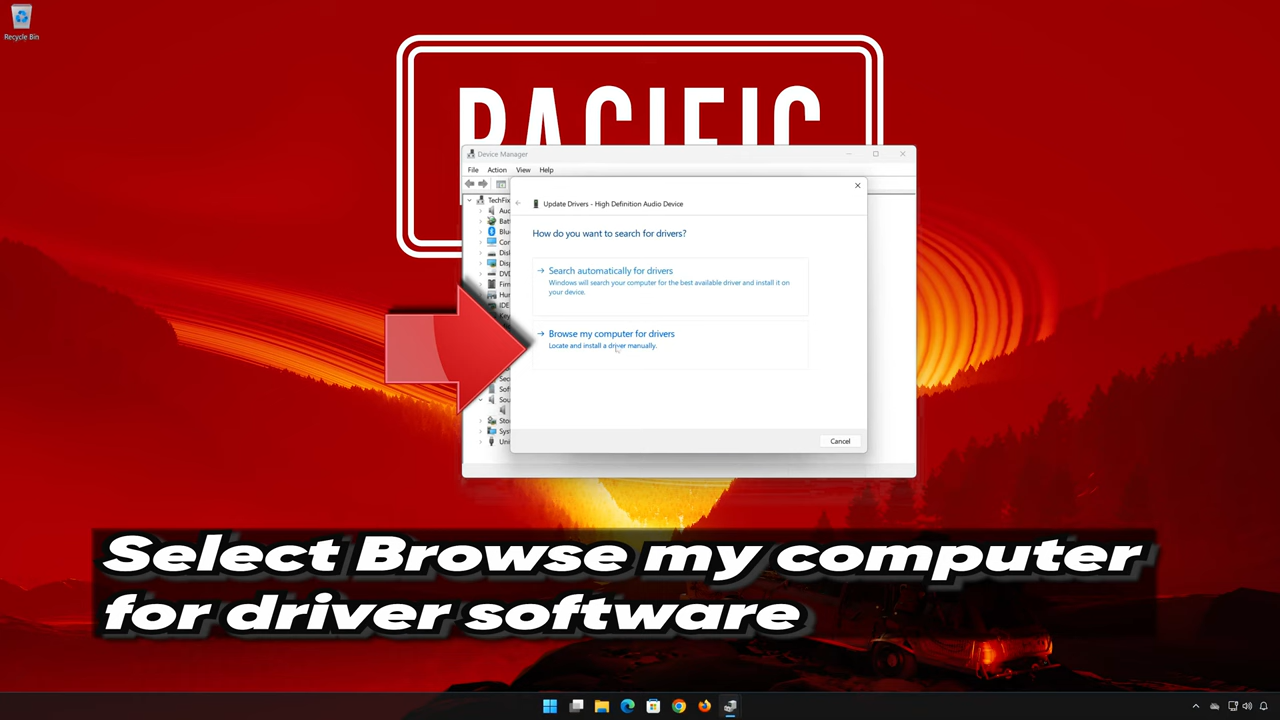 Recycle Bin
PACIFIC
Device Manager
File Action View Help
TechFix
Update Drivers - High Definition Audio Device
How do you want to search for drivers?
Search automatically for drivers
Windows will search your computer for the best available driver and install it on
your device.
Browse my computer for drivers
Locate and install a driver manually.
Cancel
Select Browse my computer
for driver software